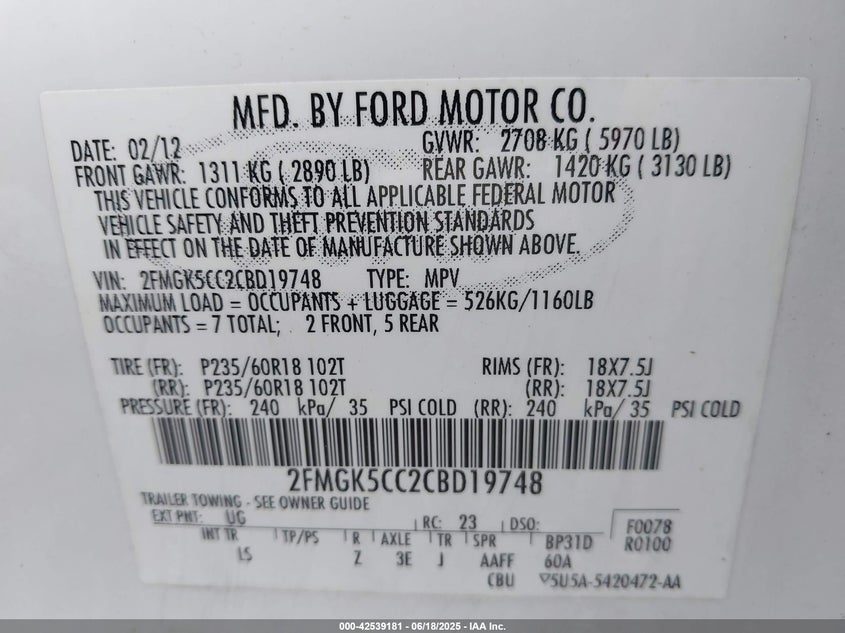 MFD. BY FORD MOTOR CO.
DATE: 02/12 GVWR: 2708 KG ( 5970 LB)
FRONT GAWR: 1311 KG ( 2890 LB) REAR GAWR: 1420 KG ( 3130 LB)
THIS VEHICLE CONFORMS TO ALL APPLICABLE FEDERAL MOTOR
VEHICLE SAFETY AND THEFT PREVENTION STANDARDS
IN EFFECT ON THE DATE OF MANUFACTURE SHOWN ABOVE.
VIN: 2FMGK5CC2CBD19748 TYPE: MPV
MAXIMUM LOAD = OCCUPANTS + LUGGAGE = 526KG/1160LB
OCCUPANTS = 7 TOTAL; 2 FRONT, 5 REAR
TIRE (FR): P235/60R18 102T RIMS (FR): 18X7.5J
(RR): P235/60R18 102T (RR): 18X7.5J
PRESSURE (FR): 240 kPa/ 35 PSI COLD (RR): 240 kPa/ 35 PSI COLD
2FMGK5CC2CBD19748
TRAILER TOWING - SEE OWNER GUIDE
EXT PNT: UG RC: 23 DSO: F0078
INT TR TP/PS R AXLE TR SPR BP31D R0100
LS Z 3E J AAFF 60A
CBU 5U5A-5420472-AA
000-42539181 - 06/18/2025 - IAA Inc.